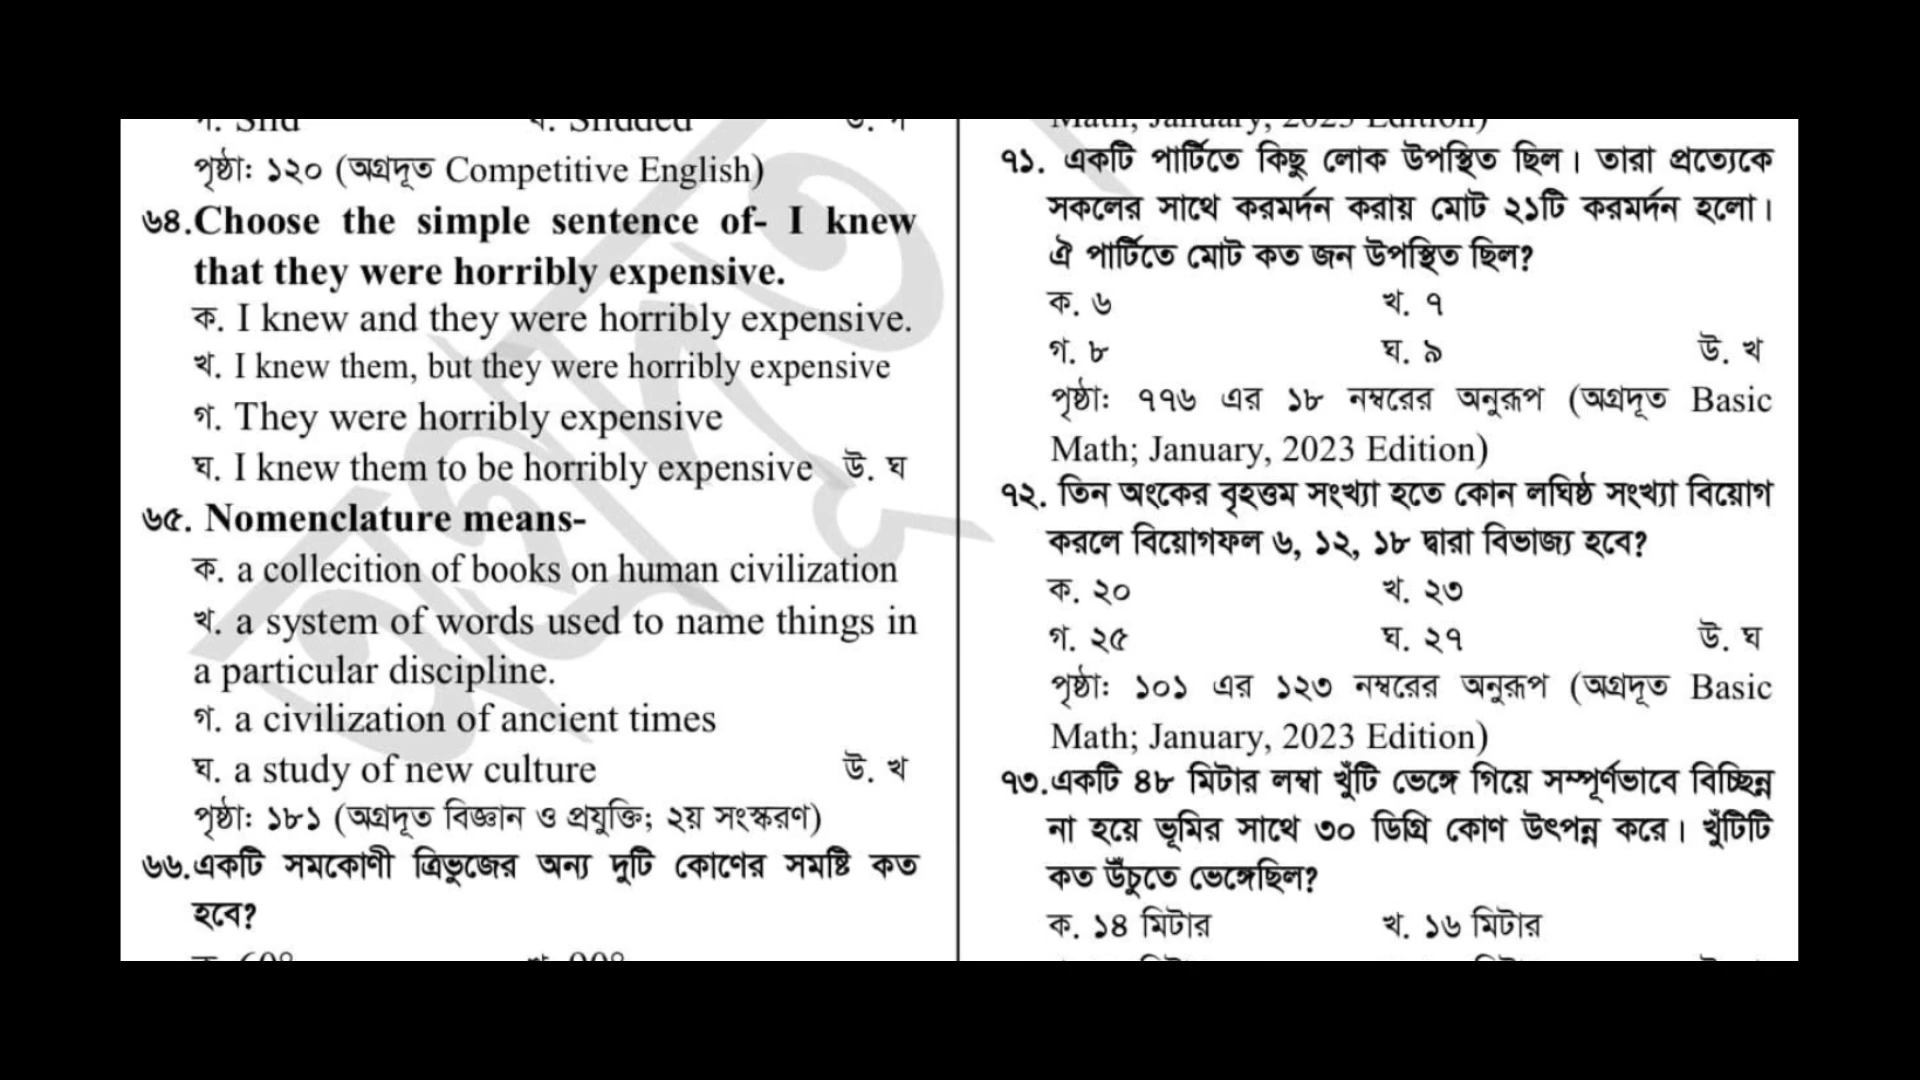 পৃষ্ঠা: ১২০ (অগ্রদূত Competitive English)
৬৪.Choose the simple sentence of- I knew
that they were horribly expensive.
ক. I knew and they were horribly expensive.
খ. I knew them, but they were horribly expensive
গ. They were horribly expensive
ঘ. I knew them to be horribly expensive উ. ঘ
৬৫. Nomenclature means-
ক. a collecition of books on human civilization
খ. a system of words used to name things in
a particular discipline.
গ. a civilization of ancient times
ঘ. a study of new culture উ. খ
পৃষ্ঠা: ১৮১ (অগ্রদূত বিজ্ঞান ও প্রযুক্তি; ২য় সংস্করণ)
৬৬.একটি সমকোণী ত্রিভুজের অন্য দুটি কোণের সমষ্টি কত
হবে?
Math; January, 2023 Edition)
৭১. একটি পার্টিতে কিছু লোক উপস্থিত ছিল। তারা প্রত্যেকে
সকলের সাথে করমর্দন করায় মোট ২১টি করমর্দন হলো।
ঐ পার্টিতে মোট কত জন উপস্থিত ছিল?
ক. ৬ খ. ৭
গ. ৮ ঘ. ৯ উ. খ
পৃষ্ঠা: ৭৭৬ এর ১৮ নম্বরের অনুরূপ (অগ্রদূত Basic
Math; January, 2023 Edition)
৭২. তিন অংকের বৃহত্তম সংখ্যা হতে কোন লঘিষ্ঠ সংখ্যা বিয়োগ
করলে বিয়োগফল ৬, ১২, ১৮ দ্বারা বিভাজ্য হবে?
ক. ২০ খ. ২৩
গ. ২৫ ঘ. ২৭ উ. ঘ
পৃষ্ঠা: ১০১ এর ১২৩ নম্বরের অনুরূপ (অগ্রদূত Basic
Math; January, 2023 Edition)
৭৩.একটি ৪৮ মিটার লম্বা খুঁটি ভেঙ্গে গিয়ে সম্পূর্ণভাবে বিচ্ছিন্ন
না হয়ে ভূমির সাথে ৩০ ডিগ্রি কোণ উৎপন্ন করে। খুঁটিটি
কত উঁচুতে ভেঙ্গেছিল?
ক. ১৪ মিটার খ. ১৬ মিটার